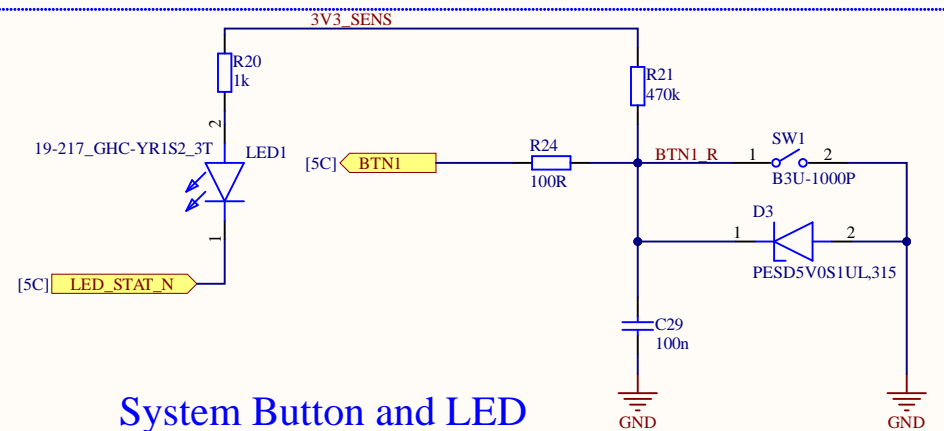 3V3_SENS
R20
1k
R21
470k
2
19-217_GHC-YR1S2_3T
LED1
R24
100R
[5C]
BTN1
BTN1_R
SW1
1
2
B3U-1000P
D3
1
2
PESD5V0S1UL,315
1
[5C]
LED_STAT_N
C29
100n
System Button and LED
GND
GND